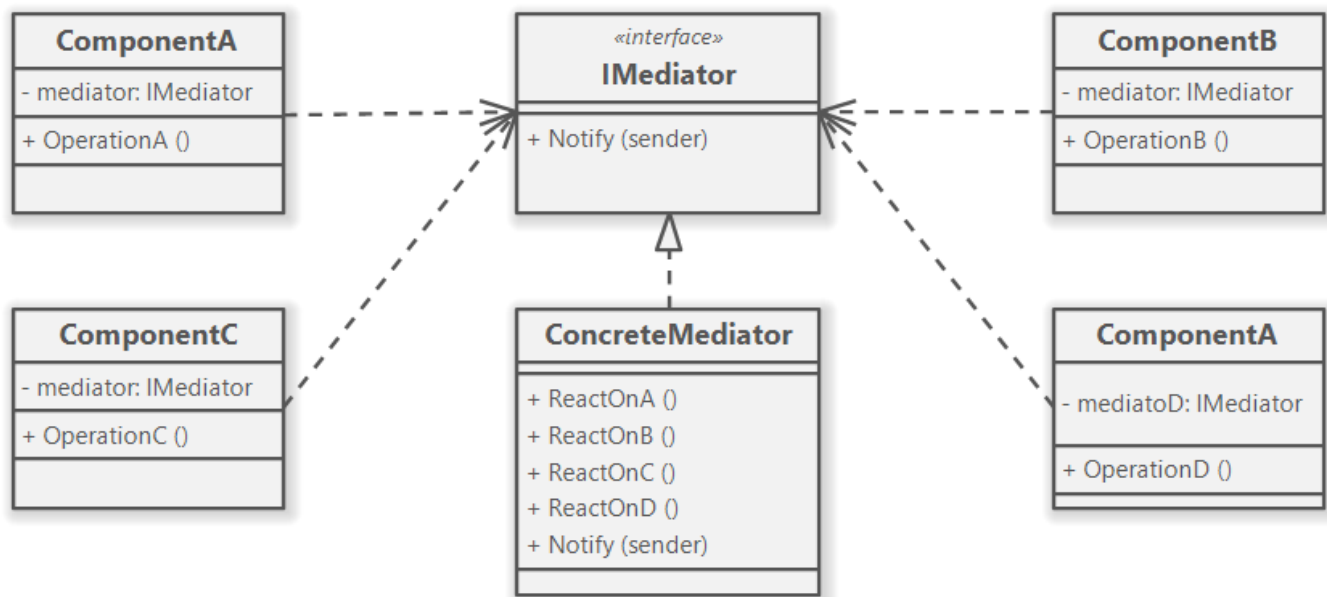 ComponentA
- mediator: IMediator
+ OperationA ()
«interface»
IMediator
+ Notify (sender)
ComponentB
- mediator: IMediator
+ OperationB ()
ComponentC
- mediator: IMediator
+ OperationC ()
ConcreteMediator
+ ReactOnA ()
+ ReactOnB ()
+ ReactOnC ()
+ ReactOnD ()
+ Notify (sender)
ComponentA
- mediatoD: IMediator
+ OperationD ()